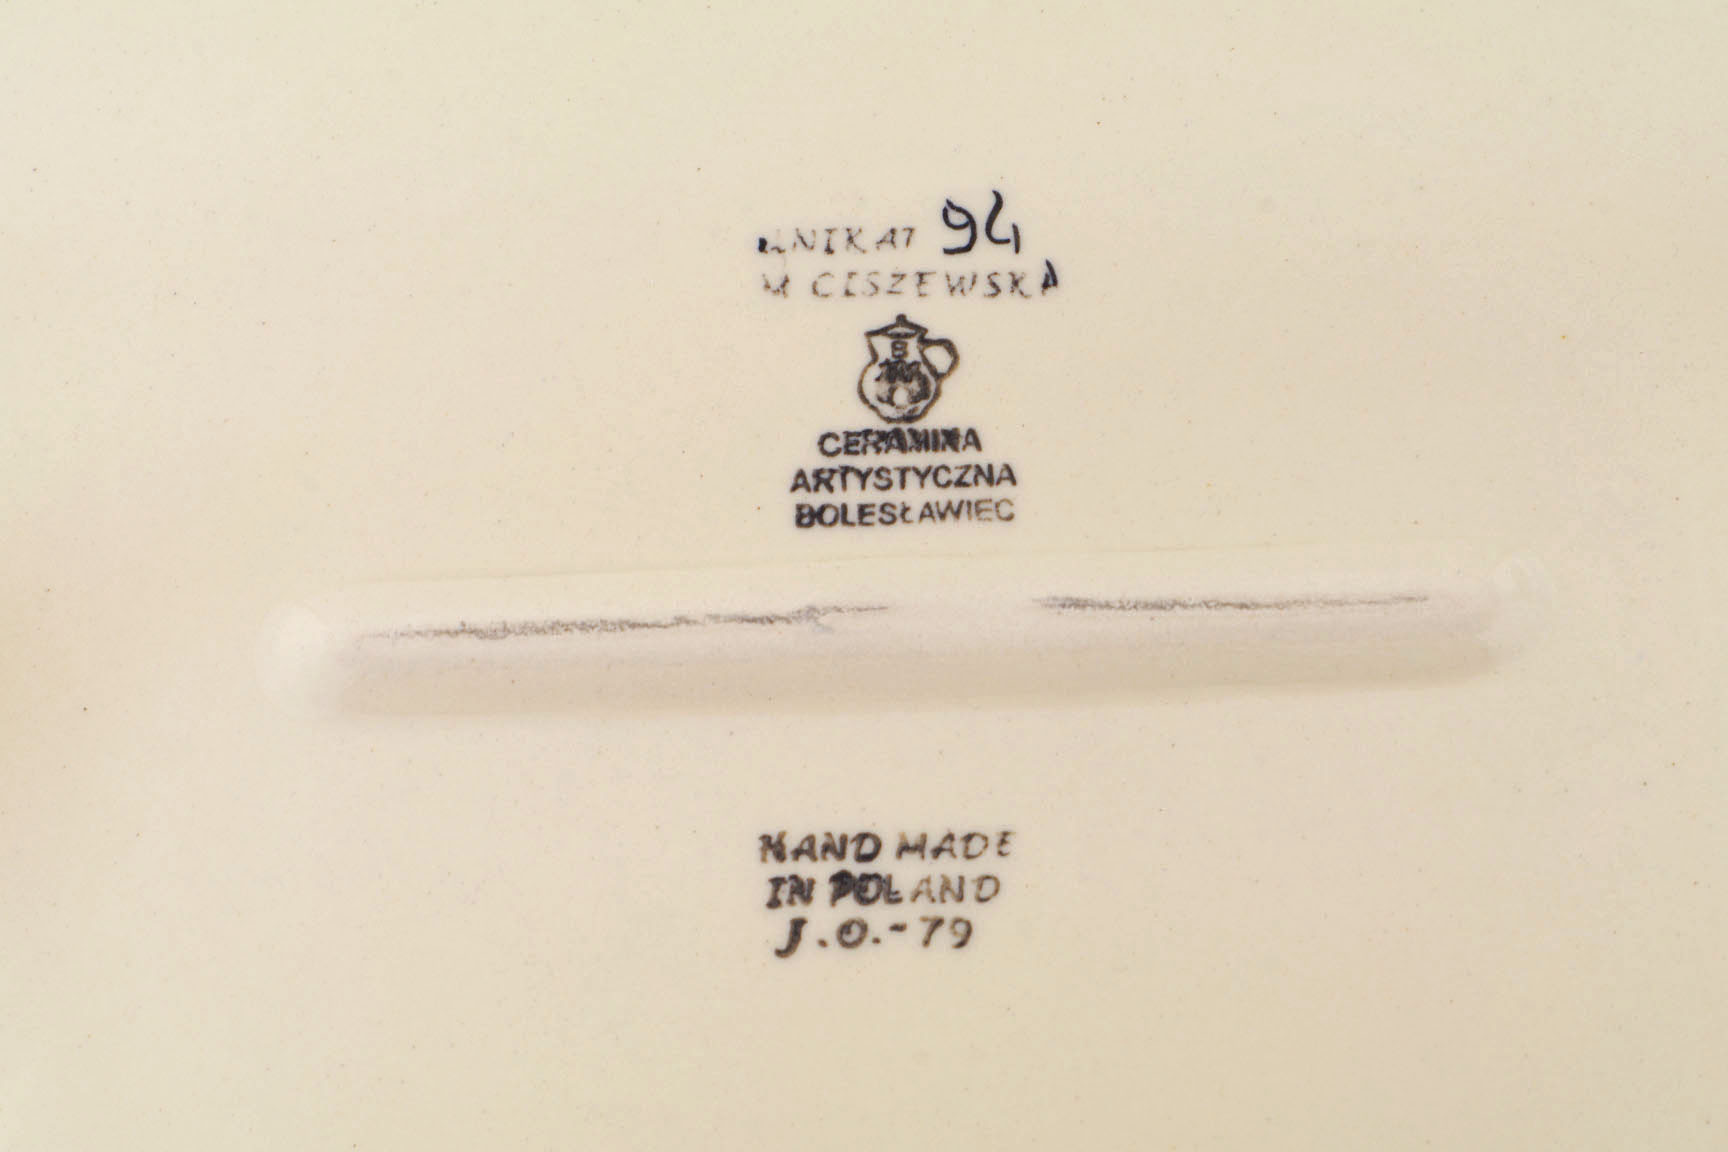 UNIKAT 94
M CISZEWSKA
CERAMIKA
ARTYSTYCZNA
BOLESŁAWIEC
HAND MADE
IN POLAND
J.O.-79